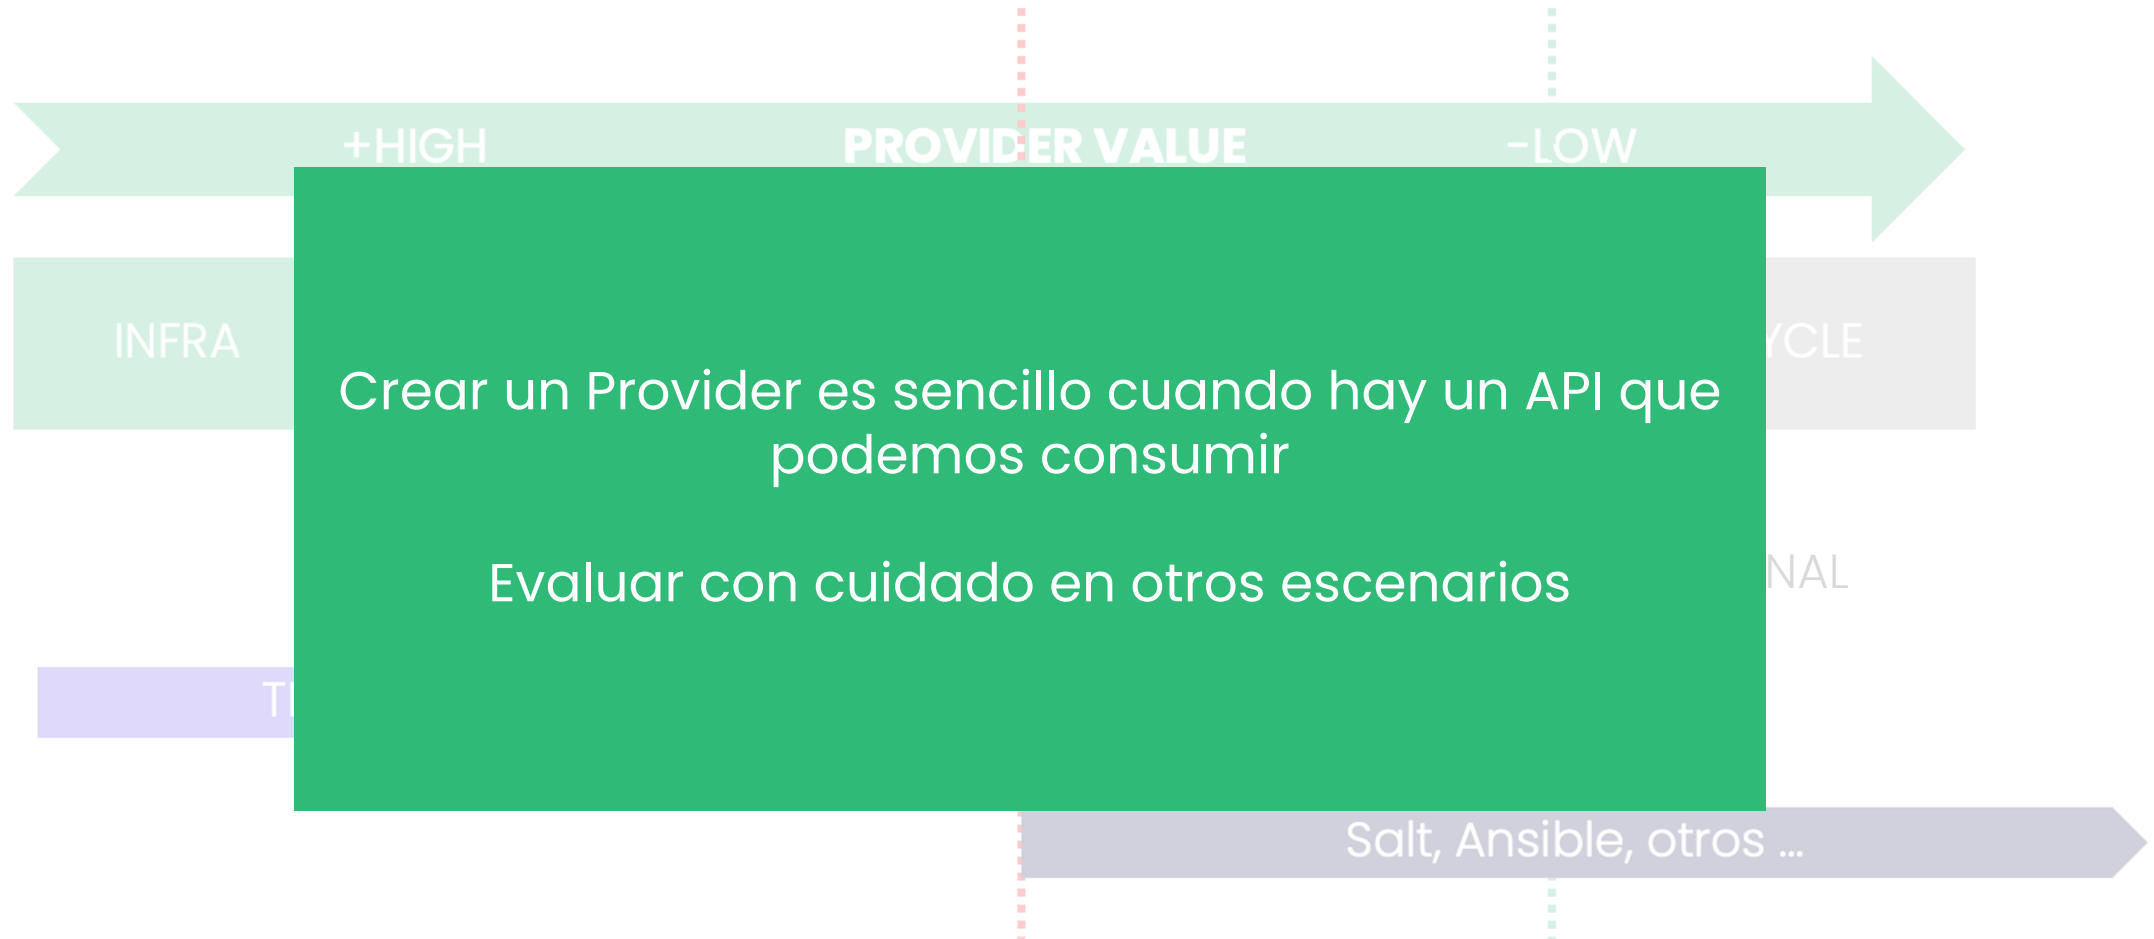 +HIGH PROVIDER VALUE -LOW
INFRA
Crear un Provider es sencillo cuando hay un API que
podemos consumir
Evaluar con cuidado en otros escenarios
Salt, Ansible, otros ...